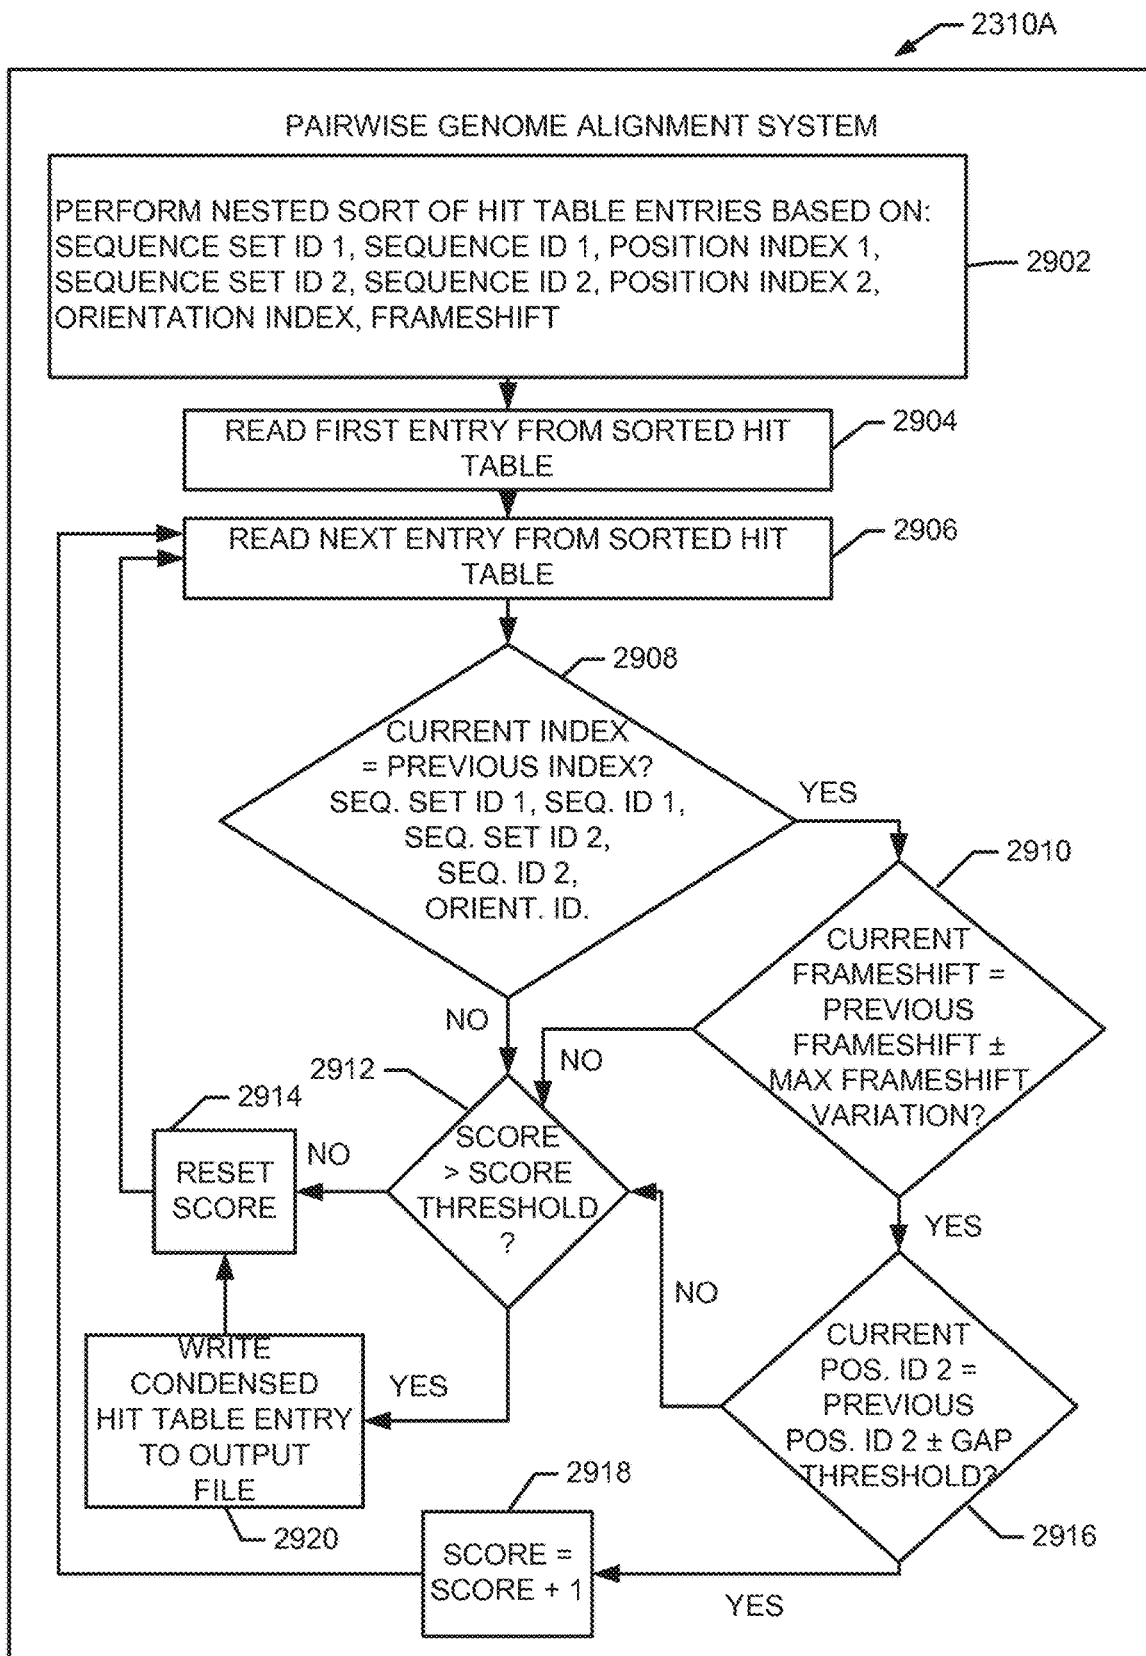 2310A
PAIRWISE GENOME ALIGNMENT SYSTEM
PERFORM NESTED SORT OF HIT TABLE ENTRIES BASED ON:
SEQUENCE SET ID 1, SEQUENCE ID 1, POSITION INDEX 1,
SEQUENCE SET ID 2, SEQUENCE ID 2, POSITION INDEX 2,
ORIENTATION INDEX, FRAMESHIFT
2902
READ FIRST ENTRY FROM SORTED HIT
TABLE
2904
READ NEXT ENTRY FROM SORTED HIT
TABLE
2906
2908
CURRENT INDEX
= PREVIOUS INDEX?
SEQ. SET ID 1, SEQ. ID 1,
SEQ. SET ID 2,
SEQ. ID 2,
ORIENT. ID.
YES
NO
2910
CURRENT
FRAMESHIFT =
PREVIOUS
FRAMESHIFT ±
MAX FRAMESHIFT
VARIATION?
NO
YES
2912
SCORE
> SCORE
THRESHOLD
?
NO
YES
2914
RESET
SCORE
CURRENT
POS. ID 2 =
PREVIOUS
POS. ID 2 ± GAP
THRESHOLD?
2916
NO
YES
WRITE
CONDENSED
HIT TABLE ENTRY
TO OUTPUT
FILE
2920
2918
SCORE =
SCORE + 1